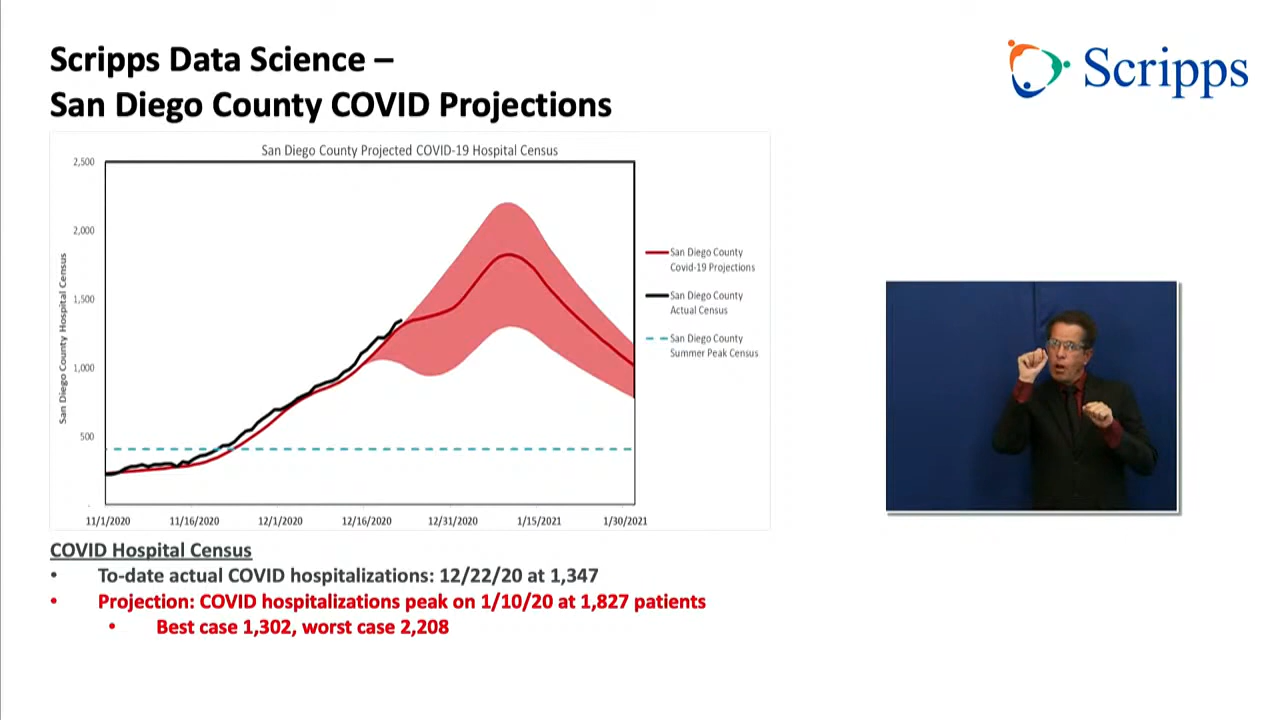 Scripps Data Science –
San Diego County COVID Projections
Scripps
San Diego County Projected COVID-19 Hospital Census
San Diego County Hospital Census
2,500
2,000
1,500
1,000
500
-
11/1/2020
11/16/2020
12/1/2020
12/16/2020
12/31/2020
1/15/2021
1/30/2021
San Diego County
Covid-19 Projections
San Diego County
Actual Census
San Diego County
Summer Peak Census
COVID Hospital Census
• To-date actual COVID hospitalizations: 12/22/20 at 1,347
• Projection: COVID hospitalizations peak on 1/10/20 at 1,827 patients
• Best case 1,302, worst case 2,208